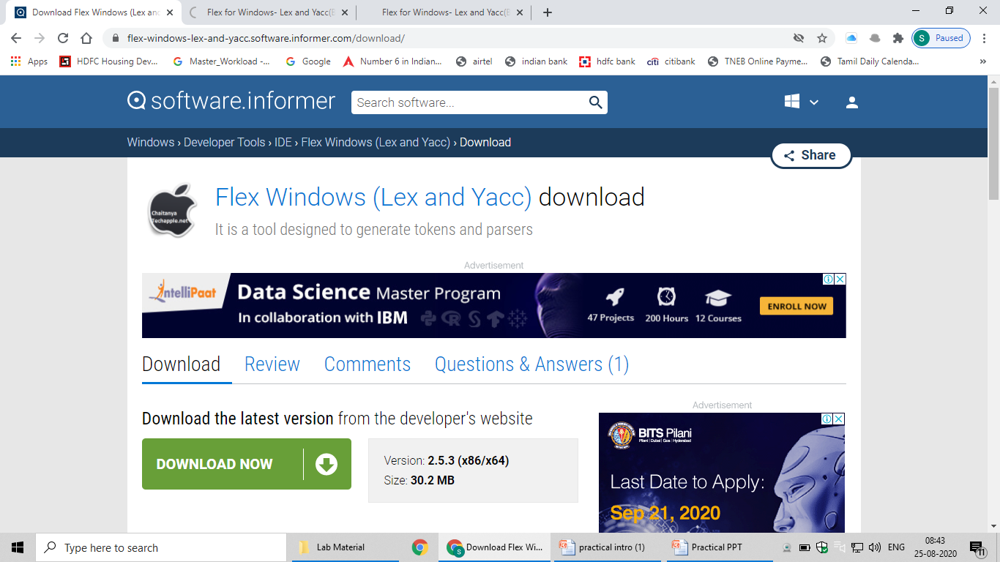 Download Flex Windows (Lex and
Flex for Windows- Lex and Yacc(B
Flex for Windows- Lex and Yacc(B
flex-windows-lex-and-yacc.software.informer.com/download/
S Paused
Apps
HDFC Housing Dev...
Master_Workload -...
Google
Number 6 in Indian...
airtel
indian bank
hdfc bank
citi citibank
TNEB Online Payme...
Tamil Daily Calenda...
»
software.informer
Search software...
Windows › Developer Tools › IDE › Flex Windows (Lex and Yacc) › Download
Share
Chaitanya
Techapple.net
Flex Windows (Lex and Yacc) download
It is a tool designed to generate tokens and parsers
Advertisement
IntelliPaat
Data Science Master Program
In collaboration with IBM
47 Projects
200 Hours
12 Courses
ENROLL NOW
Download
Review
Comments
Questions & Answers (1)
Advertisement
Download the latest version from the developer's website
DOWNLOAD NOW
Version: 2.5.3 (x86/x64)
Size: 30.2 MB
BITS Pilani
Pilani | Dubai | Goa | Hyderabad
Last Date to Apply:
Sep 21, 2020
Type here to search
Lab Material
Download Flex Wi...
practical intro (1)
Practical PPT
ENG
08:43
25-08-2020
11